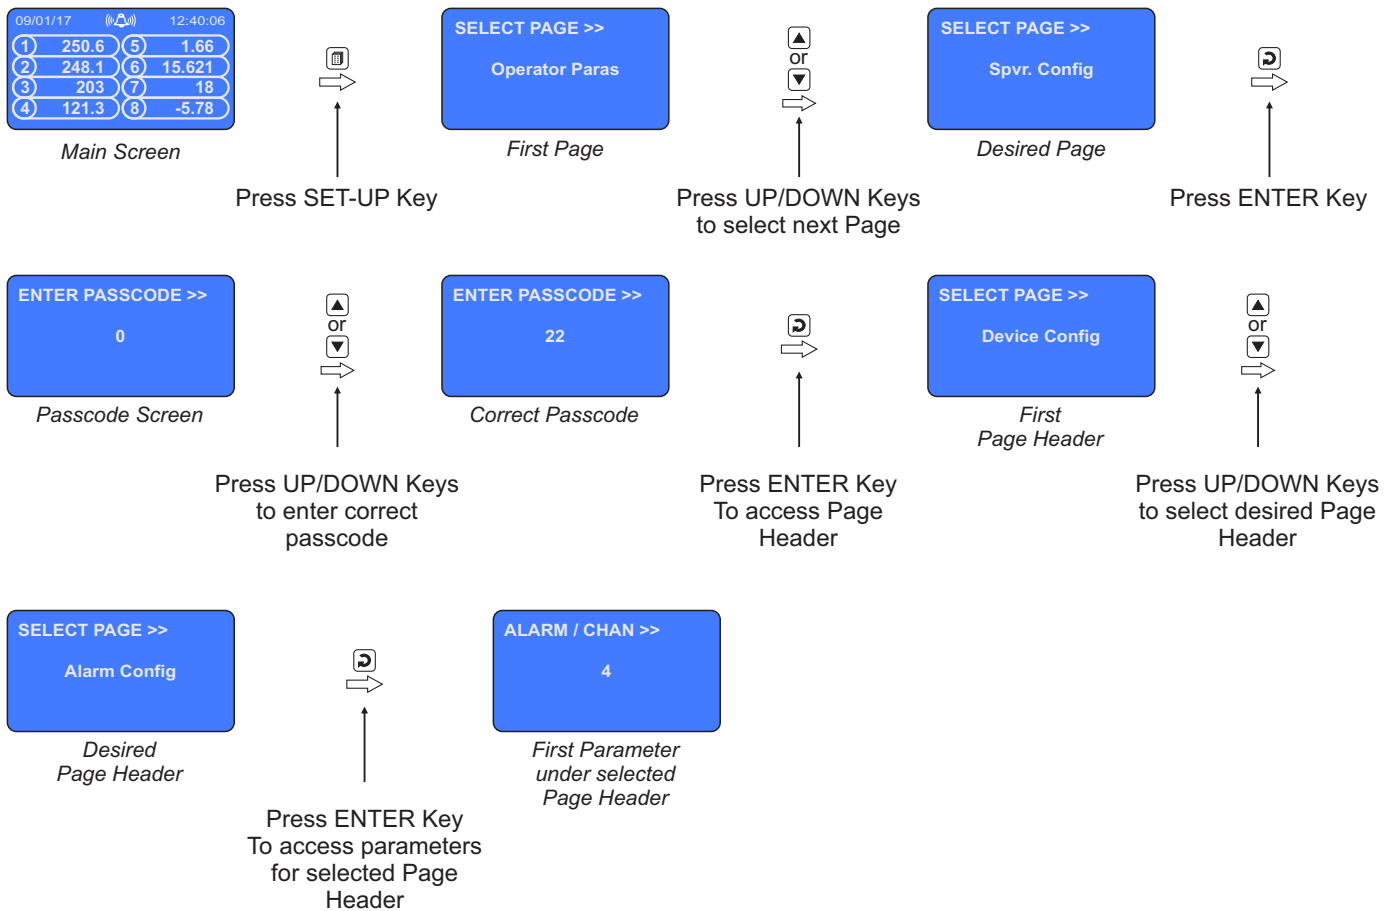 09/01/17 12:40:06
1 250.6 5 1.66
2 248.1 6 15.621
3 203 7 18
4 121.3 8 -5.78
Main Screen
Press SET-UP Key
SELECT PAGE >>
Operator Paras
First Page
or
Press UP/DOWN Keys
to select next Page
SELECT PAGE >>
Spvr. Config
Desired Page
Press ENTER Key
ENTER PASSCODE >>
0
Passcode Screen
or
Press UP/DOWN Keys
to enter correct
passcode
ENTER PASSCODE >>
22
Correct Passcode
Press ENTER Key
To access Page
Header
SELECT PAGE >>
Device Config
First
Page Header
or
Press UP/DOWN Keys
to select desired Page
Header
SELECT PAGE >>
Alarm Config
Desired
Page Header
Press ENTER Key
To access parameters
for selected Page
Header
ALARM / CHAN >>
4
First Parameter
under selected
Page Header